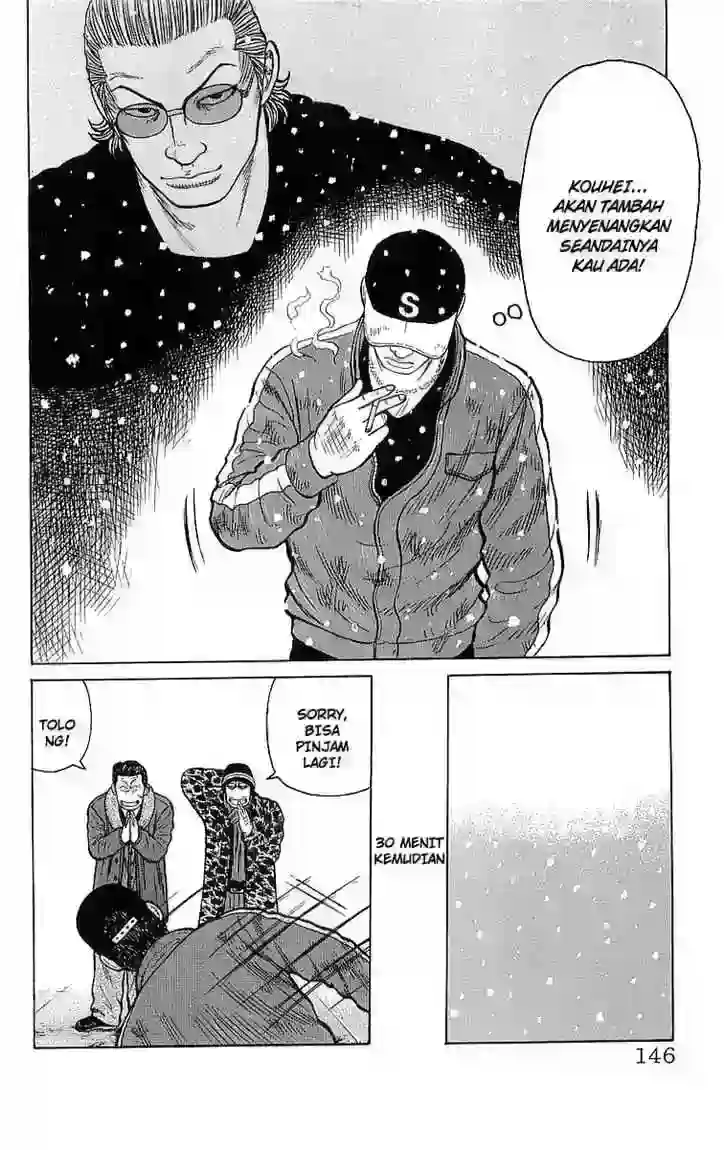 KOUHEI...
AKAN TAMBAH
MENYENANGKAN
SEANDAINYA
KAU ADA!
S
30 MENIT
KEMUDIAN
SORRY,
BISA
PINJAM
LAGI!
TOLO
NG!
146